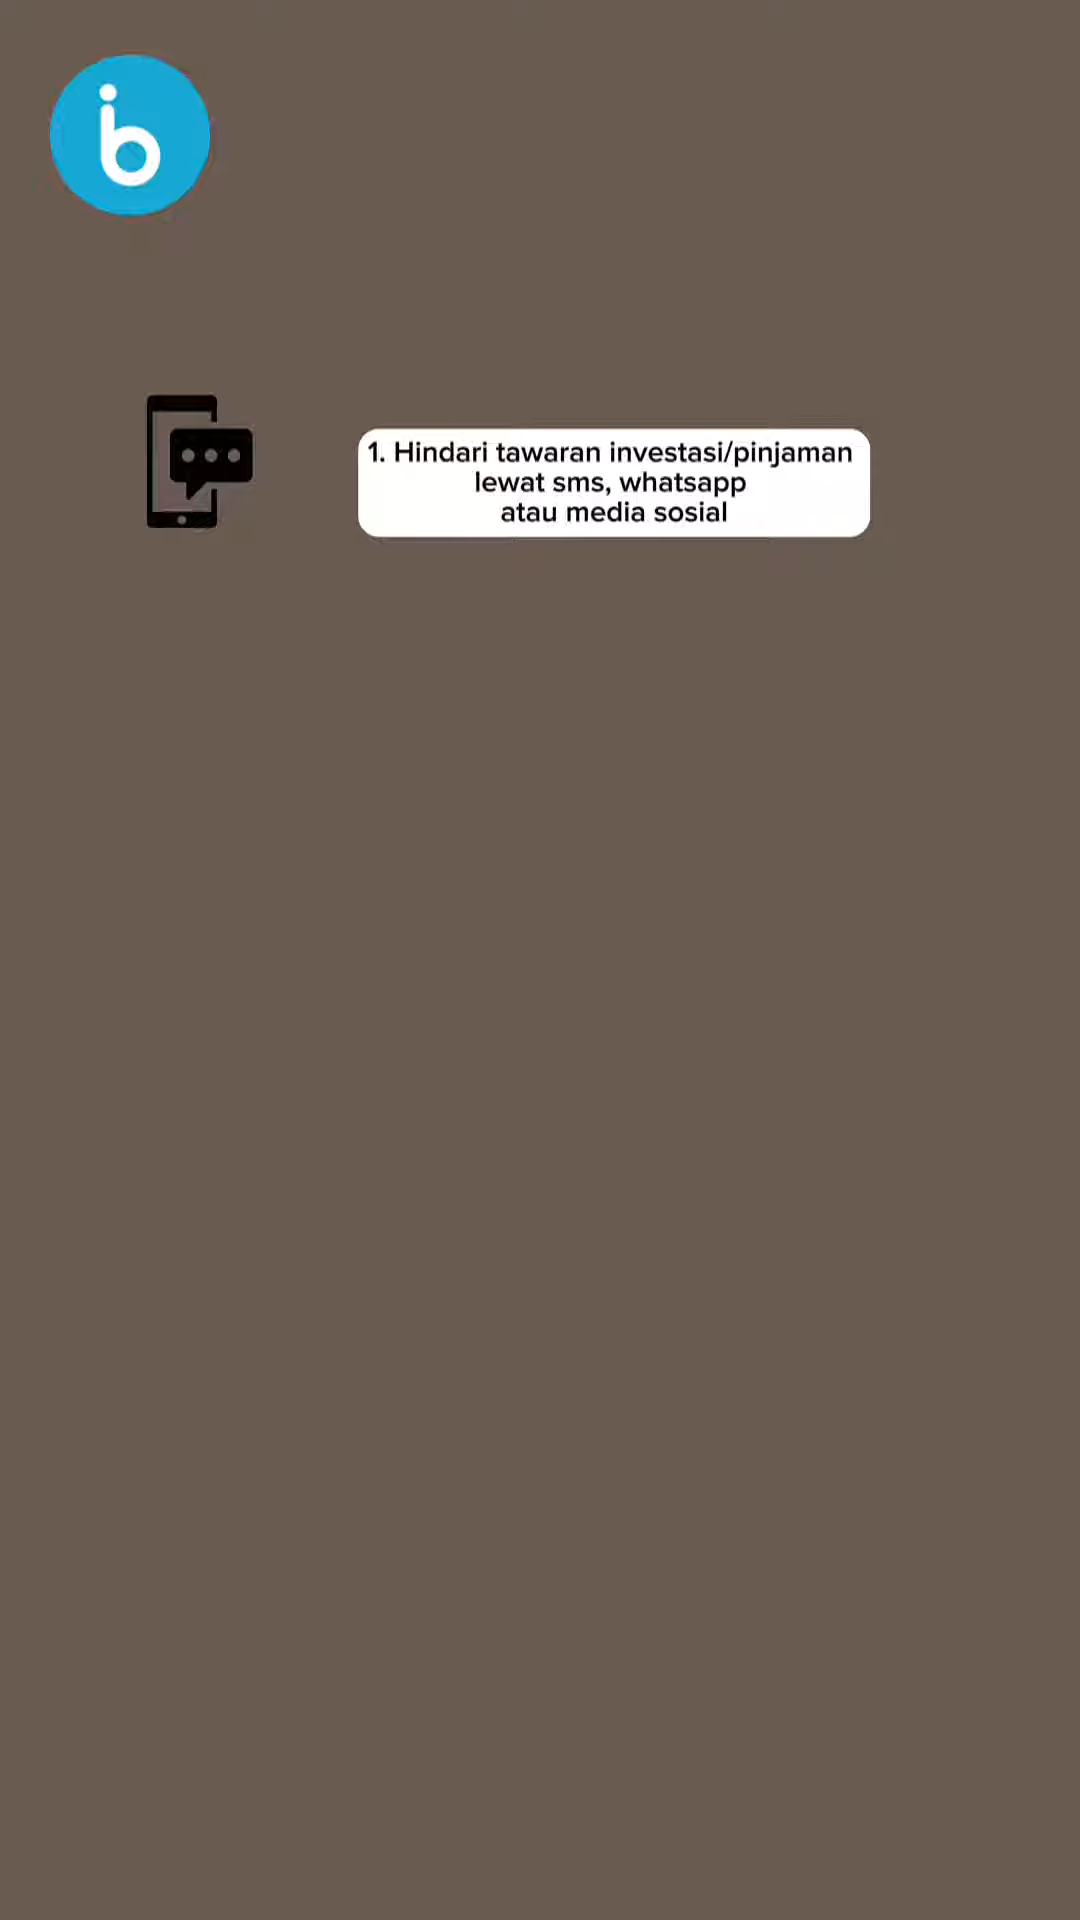 b
1. Hindari tawaran investasi/pinjaman
lewat sms, whatsapp
atau media sosial